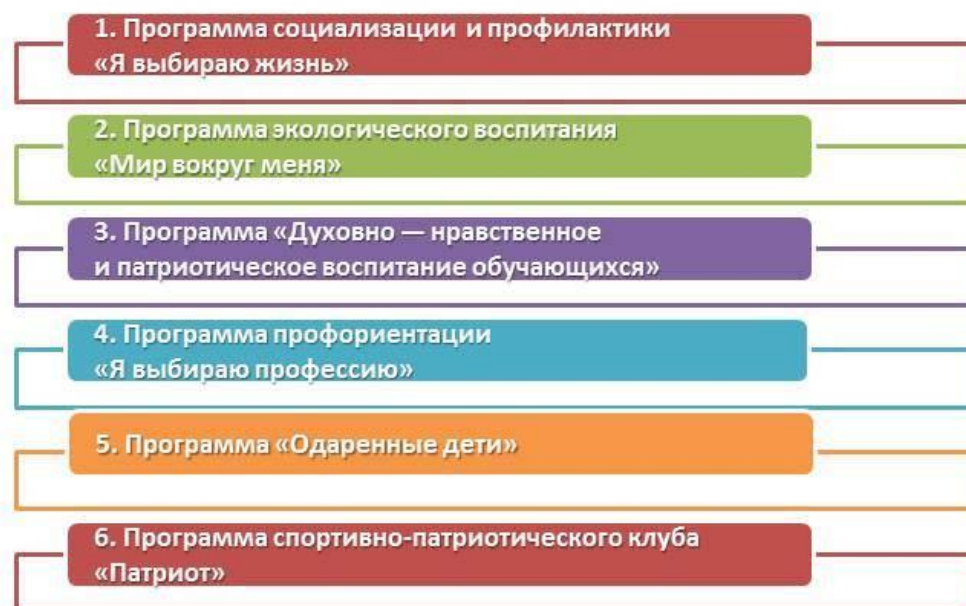 1. Программа социализации и профилактики
«Я выбираю жизнь»
2. Программа экологического воспитания
«Мир вокруг меня»
3. Программа «Духовно — нравственное
и патриотическое воспитание обучающихся»
4. Программа профориентации
«Я выбираю профессию»
5. Программа «Одаренные дети»
6. Программа спортивно-патриотического клуба
«Патриот»